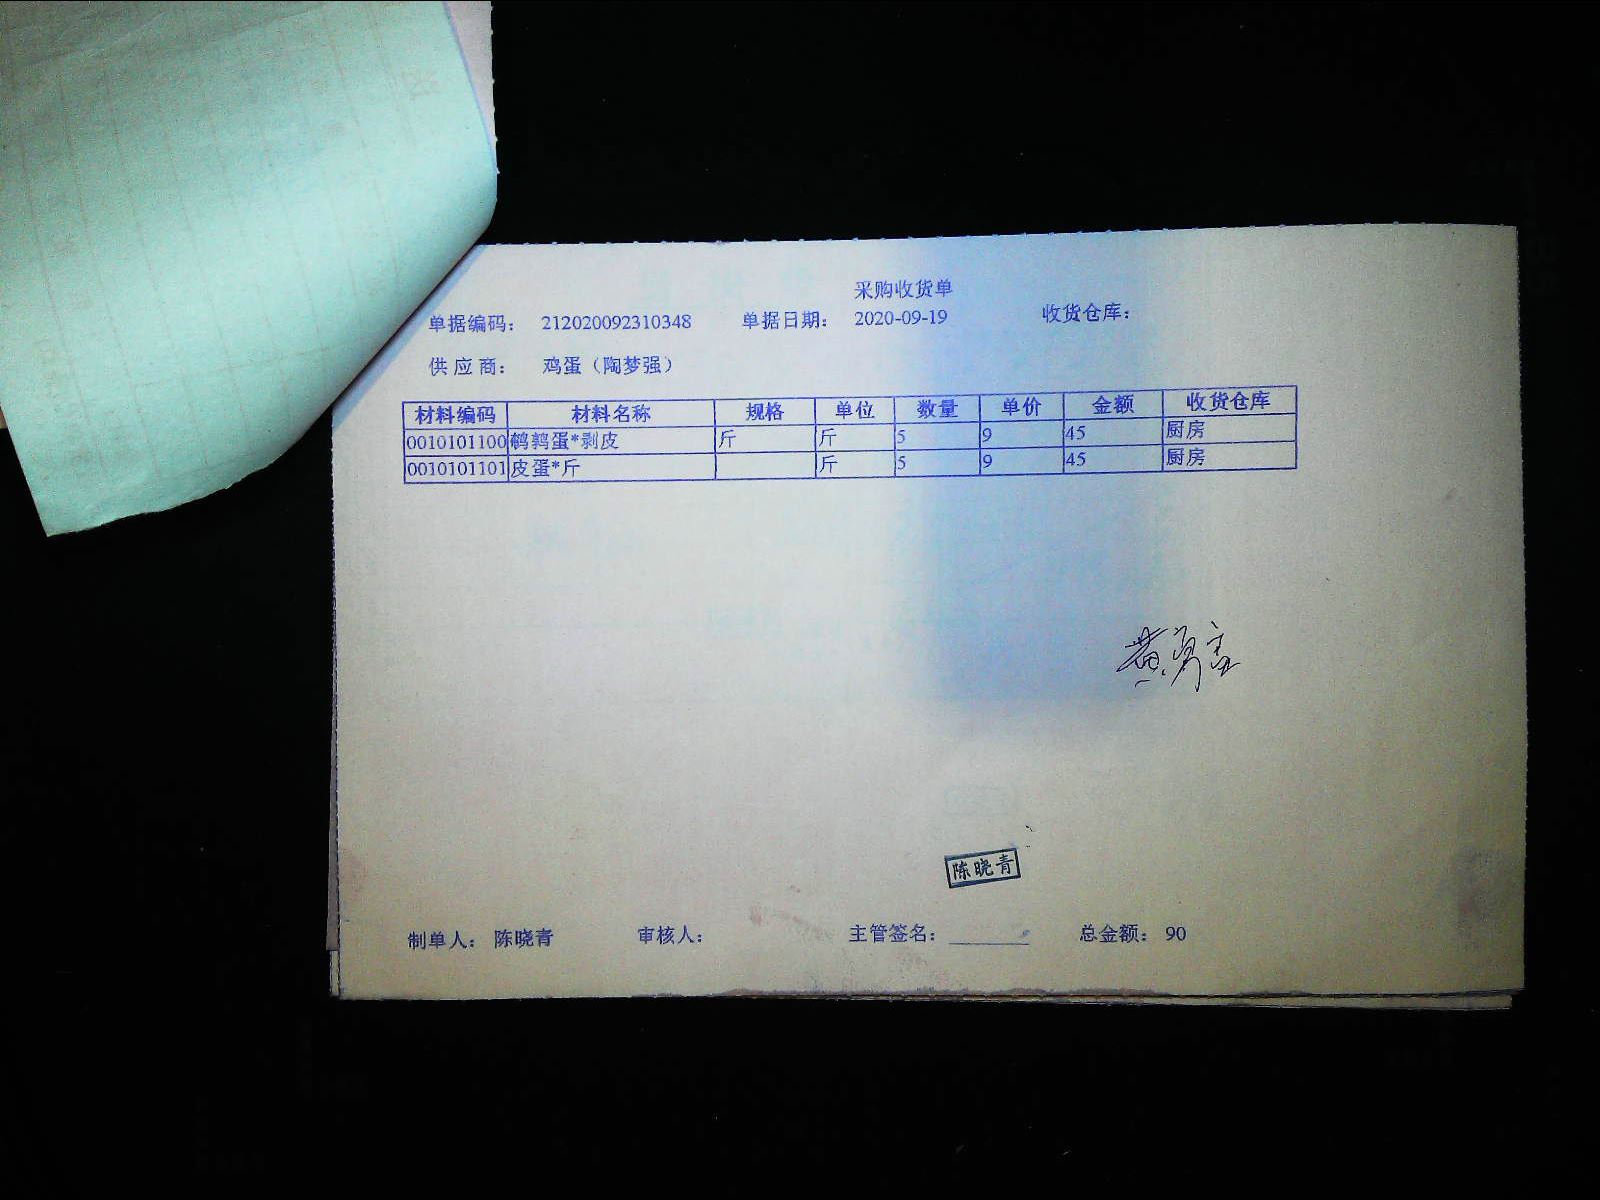 采购收货单
单据编码： 212020092310348 单据日期： 2020-09-19 收货仓库：
供 应 商： 鸡蛋（陶梦强）
材料编码 材料名称 规格 单位 数量 单价 金额 收货仓库
0010101100 鹌鹑蛋*剥皮 斤 斤 5 9 45 厨房
0010101101 皮蛋*斤 斤 5 9 45 厨房
陈晓青
制单人： 陈晓青 审核人： 主管签名： 总金额： 90